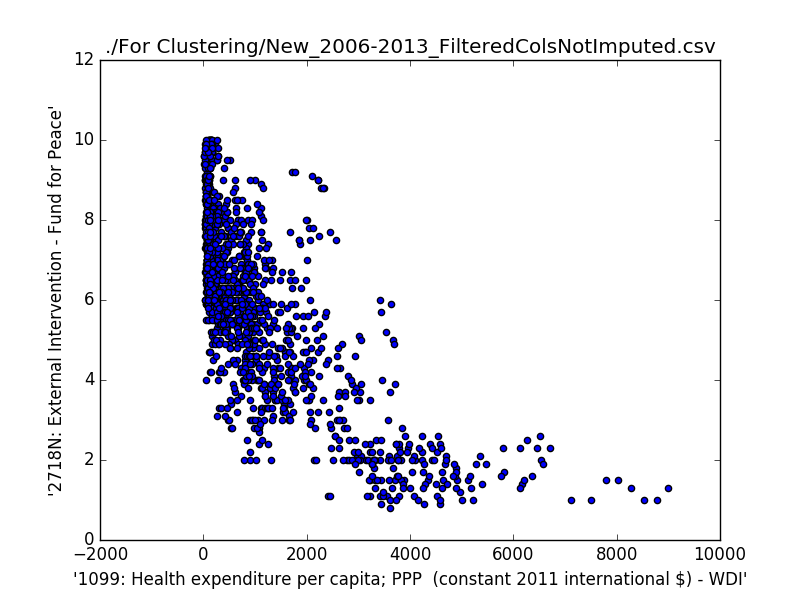 ./For Clustering/New_2006-2013_FilteredColsNotImputed.csv
12
10
8
6
4
2
0
'2718N: External Intervention - Fund for Peace'
−2000 0 2000 4000 6000 8000 10000
'1099: Health expenditure per capita; PPP  (constant 2011 international $) - WDI'